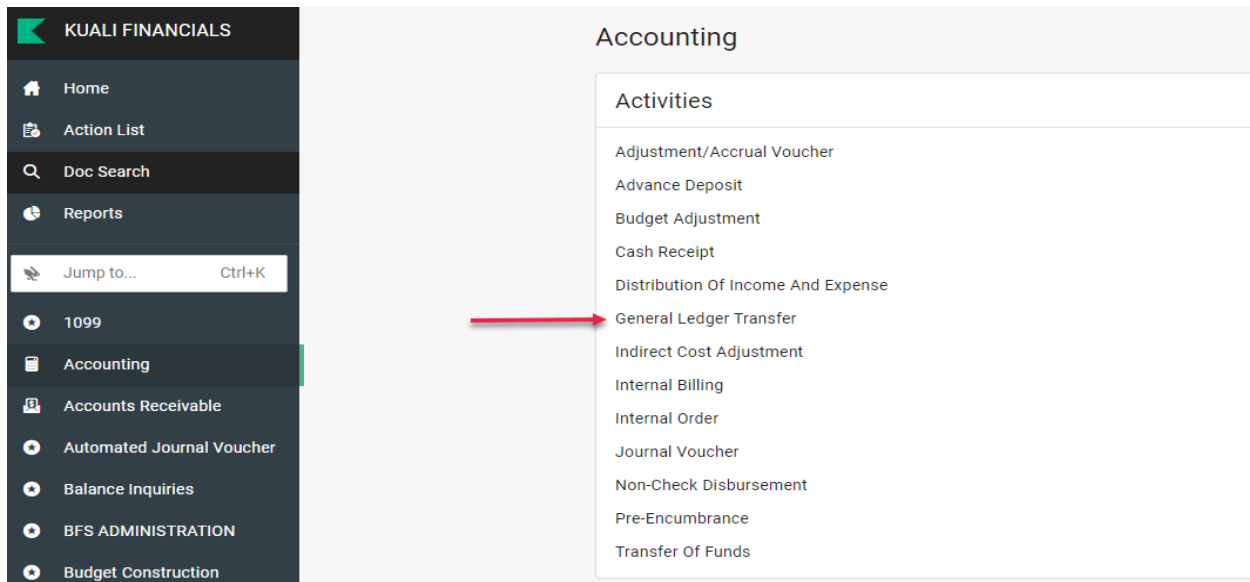 KUALI FINANCIALS
Home
Action List
Doc Search
Reports
Jump to... Ctrl+K
1099
Accounting
Accounts Receivable
Automated Journal Voucher
Balance Inquiries
BFS ADMINISTRATION
Budget Construction
Accounting
Activities
Adjustment/Accrual Voucher
Advance Deposit
Budget Adjustment
Cash Receipt
Distribution Of Income And Expense
General Ledger Transfer
Indirect Cost Adjustment
Internal Billing
Internal Order
Journal Voucher
Non-Check Disbursement
Pre-Encumbrance
Transfer Of Funds